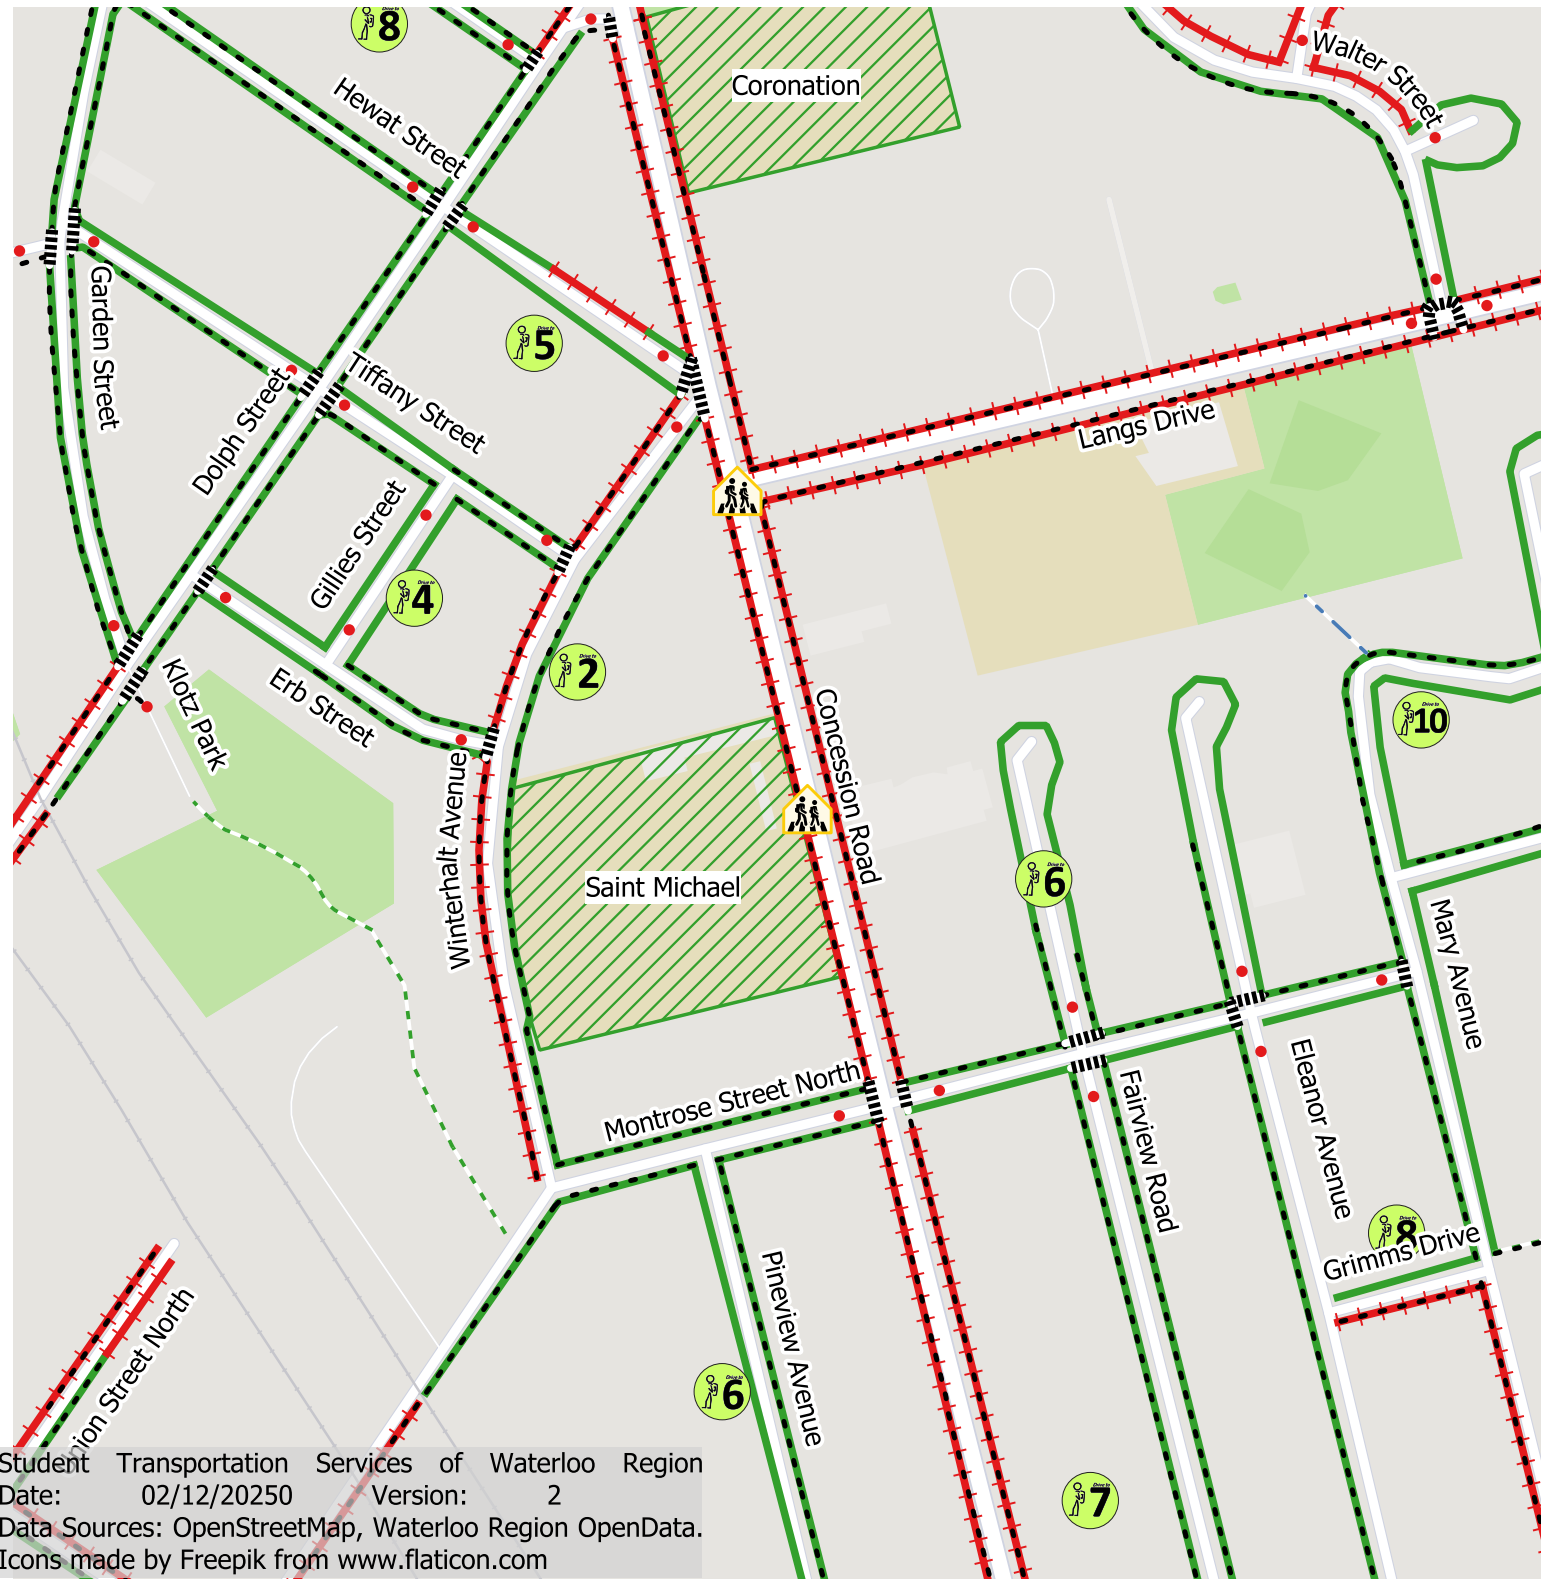 8
Hewat Street
Coronation
Walter Street
Garden Street
5
Tiffany Street
Dolph Street
Langs Drive
Gillies Street
4
2
Klotz Park
Erb Street
Concession Road
10
Winterhalt Avenue
Saint Michael
6
Mary Avenue
Montrose Street North
Fairview Road
Eleanor Avenue
8
Grimms Drive
Pineview Avenue
Union Street North
6
7
Student Transportation Services of Waterloo Region
Date: 02/12/20250 Version: 2
Data Sources: OpenStreetMap, Waterloo Region OpenData.
Icons made by Freepik from www.flaticon.com